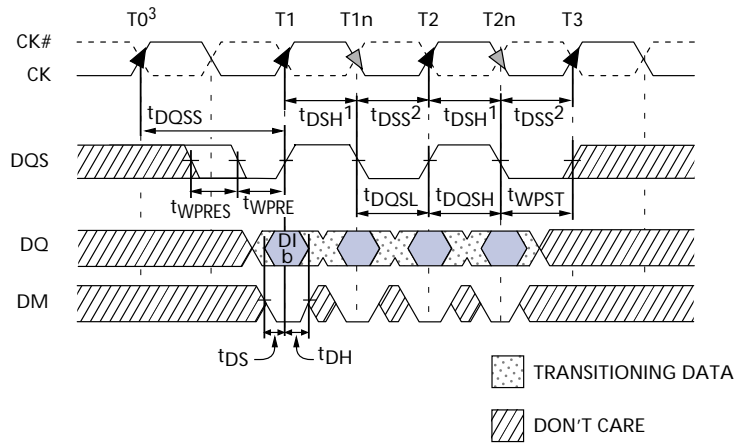 T0³ T1 T1n T2 T2n T3
CK#
CK
tDSH¹ tDSS² tDSH¹ tDSS²
tDQSS
DQS
tWPRES tWPRE tDQSL tDQSH tWPST
DQ
DI
b
DM
tDS tDH
TRANSITIONING DATA
DON'T CARE